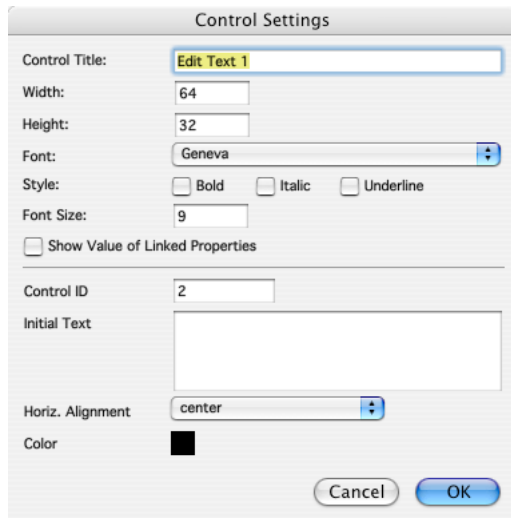 Control Settings
Control Title: Edit Text 1
Width: 64
Height: 32
Font: Geneva
Style: Bold Italic Underline
Font Size: 9
Show Value of Linked Properties
Control ID 2
Initial Text
Horiz. Alignment center
Color
Cancel OK